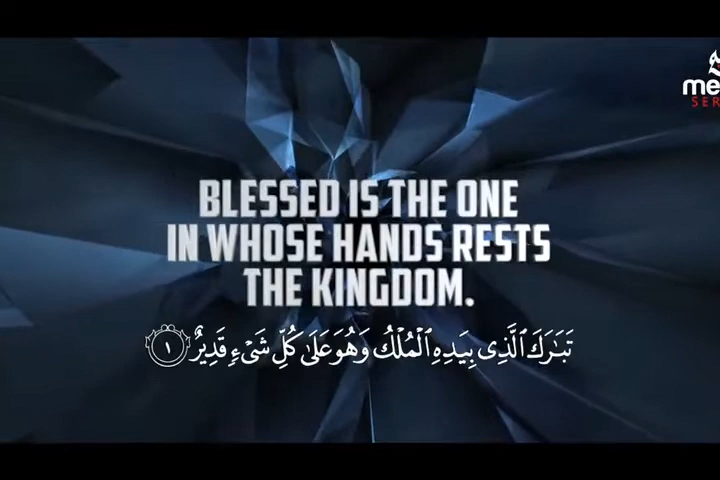 BLESSED IS THE ONE
IN WHOSE HANDS RESTS
THE KINGDOM.
تَبَٰرَكَ ٱلَّذِى بِيَدِهِ ٱلْمُلْكُ وَهُوَ عَلَىٰ كُلِّ شَىْءٍ قَدِيرٌ ١